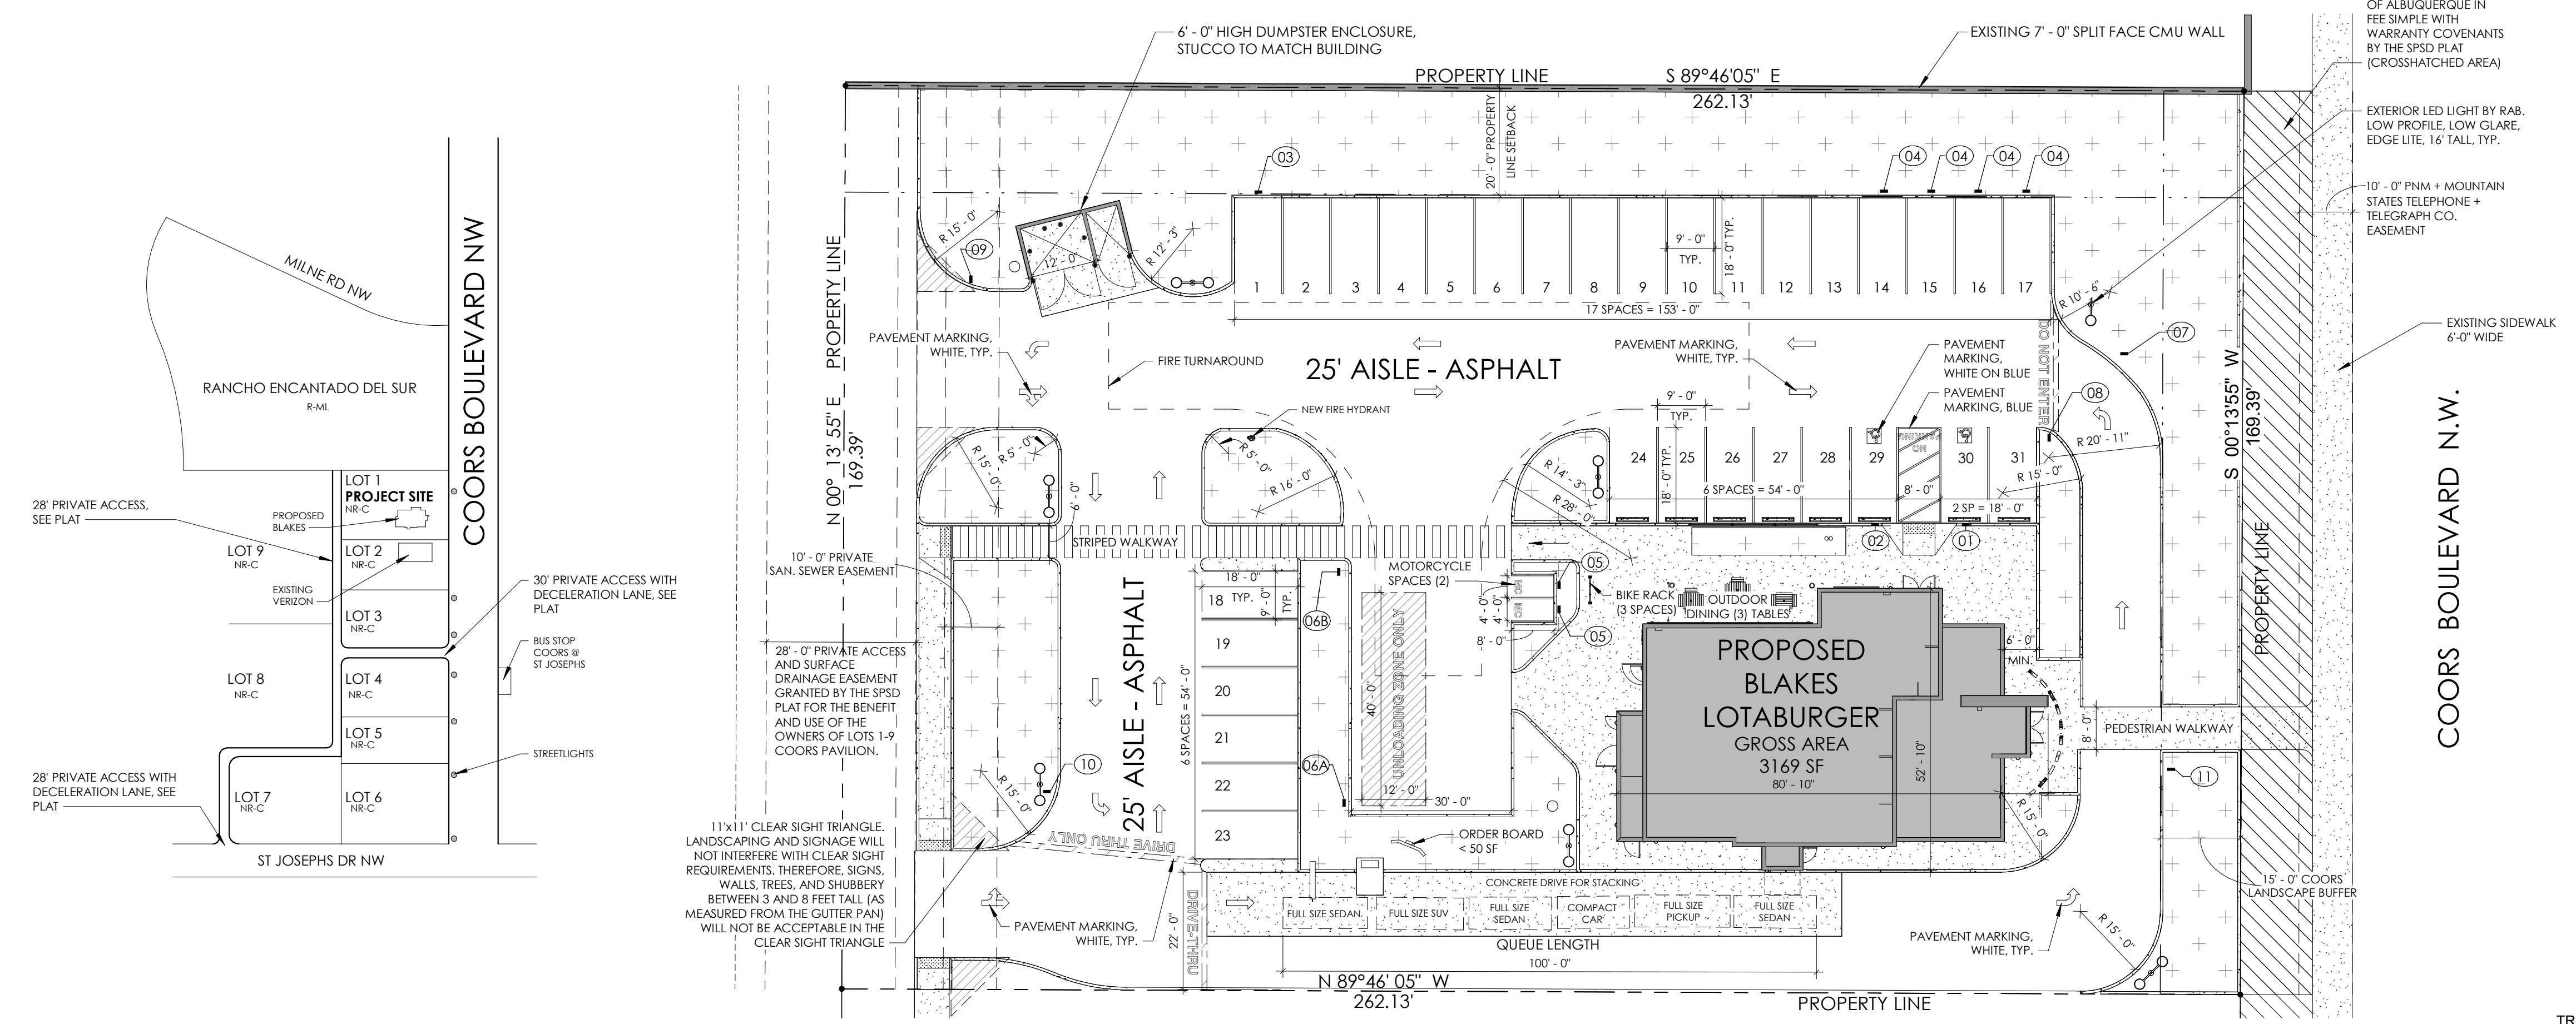 MILNE RD NW
RANCHO ENCANTADO DEL SUR
R-ML
COORS BOULEVARD NW
28' PRIVATE ACCESS,
SEE PLAT
LOT 1
PROJECT SITE
NR-C
PROPOSED
BLAKES
LOT 9
NR-C
LOT 2
NR-C
EXISTING
VERIZON
LOT 3
NR-C
30' PRIVATE ACCESS WITH
DECELERATION LANE, SEE
PLAT
BUS STOP
COORS @
ST JOSEPHS
LOT 8
NR-C
LOT 4
NR-C
LOT 5
NR-C
STREETLIGHTS
28' PRIVATE ACCESS WITH
DECELERATION LANE, SEE
PLAT
LOT 7
NR-C
LOT 6
NR-C
ST JOSEPHS DR NW
6' - 0" HIGH DUMPSTER ENCLOSURE,
STUCCO TO MATCH BUILDING
PROPERTY LINE
S 89°46'05" E
262.13'
EXISTING 7' - 0" SPLIT FACE CMU WALL
OF ALBUQUERQUE IN
FEE SIMPLE WITH
WARRANTY COVENANTS
BY THE SPSD PLAT
(CROSSHATCHED AREA)
EXTERIOR LED LIGHT BY RAB.
LOW PROFILE, LOW GLARE,
EDGE LITE, 16' TALL, TYP.
10' - 0" PNM + MOUNTAIN
STATES TELEPHONE +
TELEGRAPH CO.
EASEMENT
EXISTING SIDEWALK
6'-0" WIDE
COORS BOULEVARD N.W.
20' - 0" PROPERTY
LINE SETBACK
03
04
04
04
04
R 15' - 0"
09
12' - 0"
R 12' - 3"
9' - 0"
TYP.
18' - 0" TYP.
1
2
3
4
5
6
7
8
9
10
11
12
13
14
15
16
17
17 SPACES = 153' - 0"
R 10' - 6"
07
PROPERTY LINE
N 00° 13' 55" E
169.39'
PAVEMENT MARKING,
WHITE, TYP.
FIRE TURNAROUND
25' AISLE - ASPHALT
PAVEMENT MARKING,
WHITE, TYP.
PAVEMENT
MARKING,
WHITE ON BLUE
PAVEMENT
MARKING, BLUE
DO NOT ENTER
08
R 20' - 11"
R 15' - 0"
S 00°13'55" W
169.39'
PROPERTY LINE
NEW FIRE HYDRANT
R 15' - 0"
R 5' - 0"
R 5' - 0"
R 16' - 0"
R 14' - 3"
R 28' - 0"
9' - 0"
TYP.
18' - 0" TYP.
24
25
26
27
28
29
NO
PARKING
30
31
6 SPACES = 54' - 0"
8' - 0"
2 SP = 18' - 0"
6' - 0"
STRIPED WALKWAY
02
01
10' - 0" PRIVATE
SAN. SEWER EASEMENT
MOTORCYCLE
SPACES (2)
MC
MC
4' - 0"
4' - 0"
8' - 0"
05
05
BIKE RACK
(3 SPACES)
OUTDOOR
DINING (3) TABLES
18' - 0"
TYP.
9' - 0"
TYP.
18
19
20
21
22
23
6 SPACES = 54' - 0"
06B
06A
28' - 0" PRIVATE ACCESS
AND SURFACE
DRAINAGE EASEMENT
GRANTED BY THE SPSD
PLAT FOR THE BENEFIT
AND USE OF THE
OWNERS OF LOTS 1-9
COORS PAVILION.
25' AISLE - ASPHALT
40' - 0"
UNLOADING ZONE ONLY
12' - 0"
30' - 0"
PROPOSED
BLAKES
LOTABURGER
GROSS AREA
3169 SF
80' - 10"
52' - 10"
6' - 0"
MIN.
8' - 0"
PEDESTRIAN WALKWAY
11
10
R 15' - 0"
R 15' - 0"
11'x11' CLEAR SIGHT TRIANGLE.
LANDSCAPING AND SIGNAGE WILL
NOT INTERFERE WITH CLEAR SIGHT
REQUIREMENTS. THEREFORE, SIGNS,
WALLS, TREES, AND SHUBBERY
BETWEEN 3 AND 8 FEET TALL (AS
MEASURED FROM THE GUTTER PAN)
WILL NOT BE ACCEPTABLE IN THE
CLEAR SIGHT TRIANGLE
DRIVE THRU ONLY
ORDER BOARD
< 50 SF
CONCRETE DRIVE FOR STACKING
FULL SIZE SEDAN
FULL SIZE SUV
FULL SIZE
SEDAN
COMPACT
CAR
FULL SIZE
PICKUP
FULL SIZE
SEDAN
DRIVE-THRU
22' - 0"
PAVEMENT MARKING,
WHITE, TYP.
QUEUE LENGTH
100' - 0"
PAVEMENT MARKING,
WHITE, TYP.
R 15' - 0"
15' - 0" COORS
LANDSCAPE BUFFER
N 89°46' 05" W
262.13'
PROPERTY LINE
TR